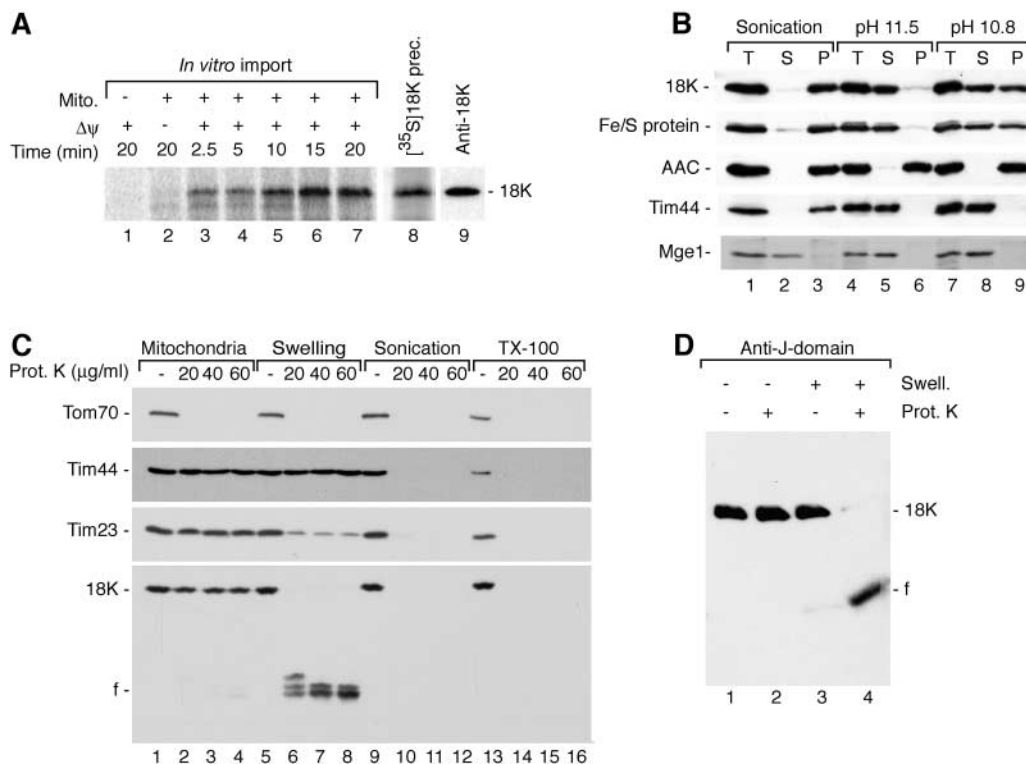 A
In vitro import
Mito. - + + + + + +
Δψ + - + + + + +
Time (min) 20 20 2.5 5 10 15 20
[35S]18K prec.
Anti-18K
- 18K
1 2 3 4 5 6 7 8 9
B
Sonication pH 11.5 pH 10.8
T S P T S P T S P
18K -
Fe/S protein -
AAC -
Tim44 -
Mge1-
1 2 3 4 5 6 7 8 9
C
Mitochondria Swelling Sonication TX-100
Prot. K (μg/ml) - 20 40 60 - 20 40 60 - 20 40 60 - 20 40 60
Tom70 -
Tim44 -
Tim23 -
18K -
f -
1 2 3 4 5 6 7 8 9 10 11 12 13 14 15 16
D
Anti-J-domain
- - + + Swell.
- + - + Prot. K
- 18K
- f
1 2 3 4